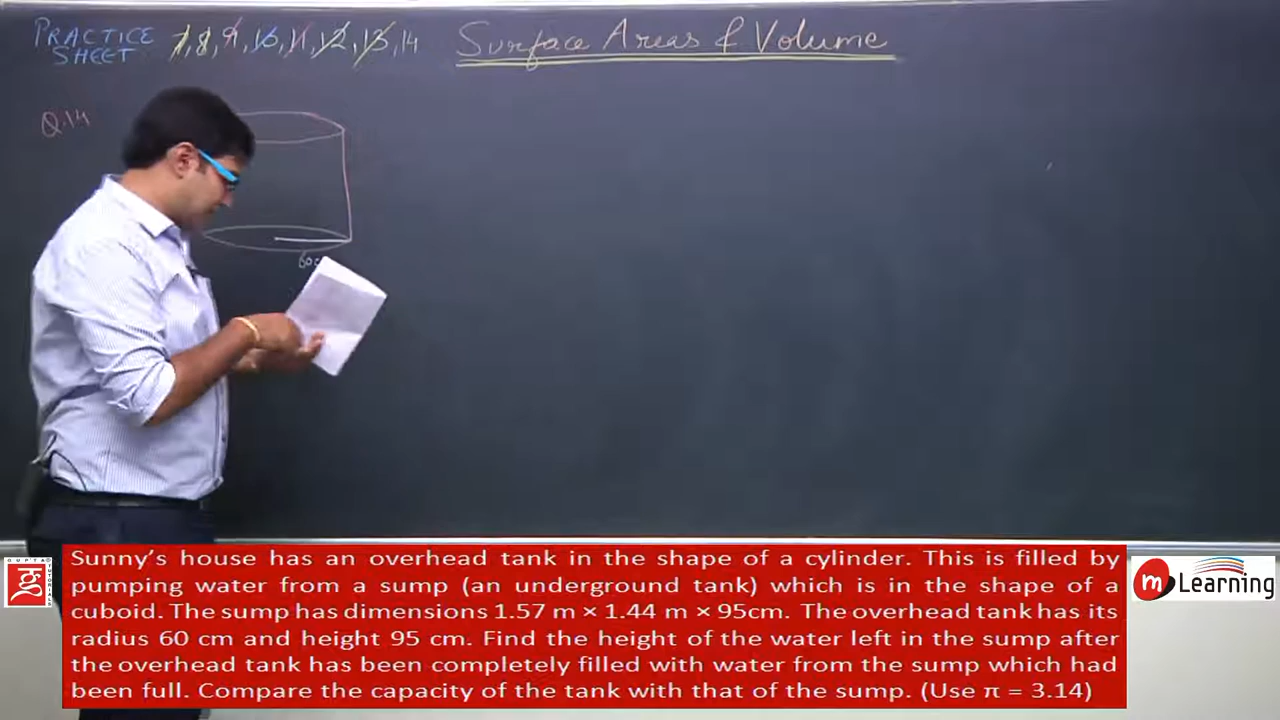 PRACTICE SHEET 7,8,9,10,11,12,13,14
Surface Areas & Volume
Q.14
60c
Sunny's house has an overhead tank in the shape of a cylinder. This is filled by
pumping water from a sump (an underground tank) which is in the shape of a
cuboid. The sump has dimensions 1.57 m × 1.44 m × 95cm. The overhead tank has its
radius 60 cm and height 95 cm. Find the height of the water left in the sump after
the overhead tank has been completely filled with water from the sump which had
been full. Compare the capacity of the tank with that of the sump. (Use π = 3.14)
GUPTA TUTORIALS
ग
m Learning